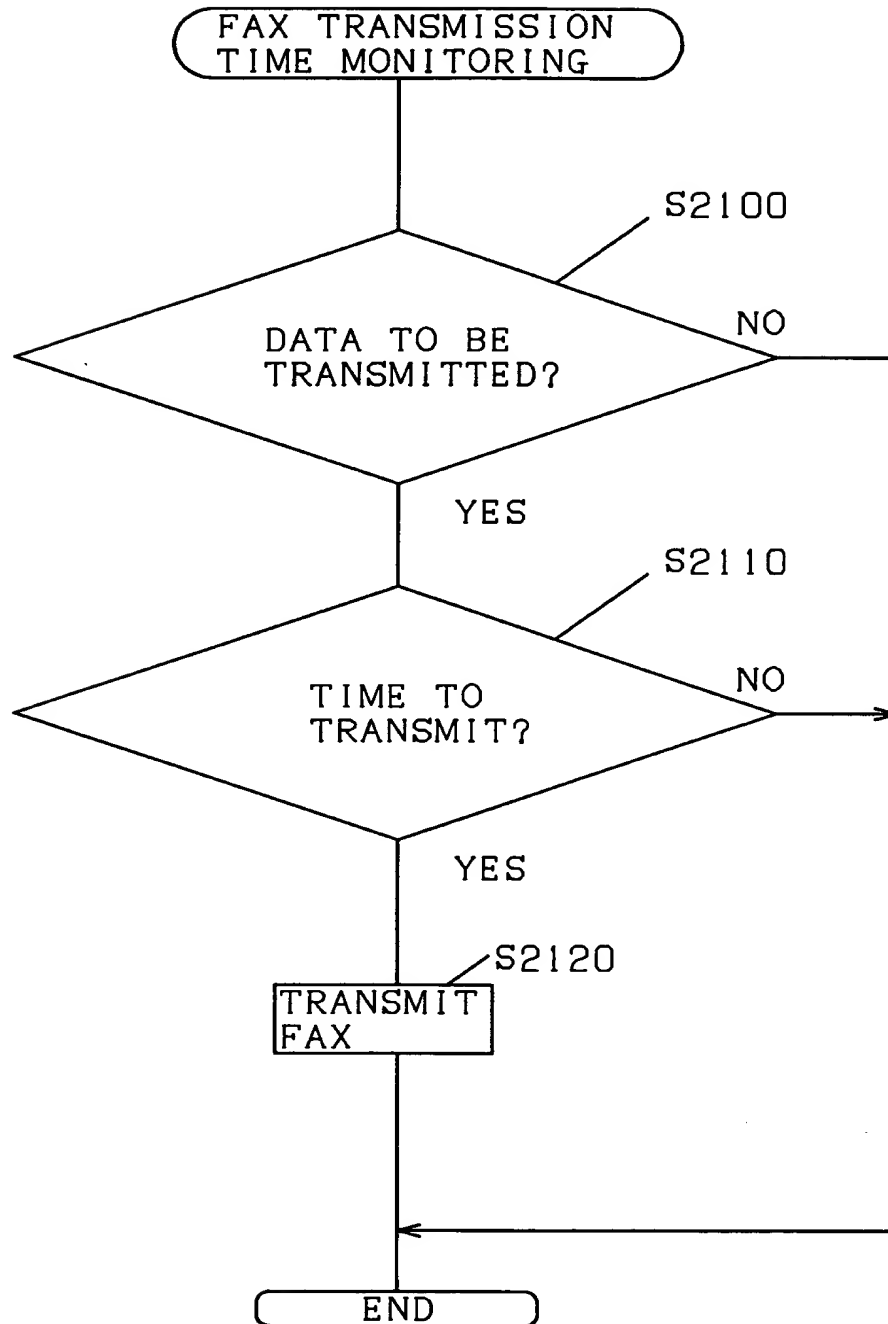 FAX TRANSMISSION
TIME MONITORING
S2100
DATA TO BE
TRANSMITTED?
NO
YES
S2110
TIME TO
TRANSMIT?
NO
YES
S2120
TRANSMIT
FAX
END